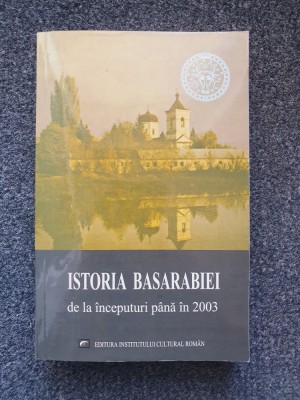 ISTORIA BASARABIEI
de la începuturi până în 2003
EDITURA INSTITUTULUI CULTURAL ROMÂN